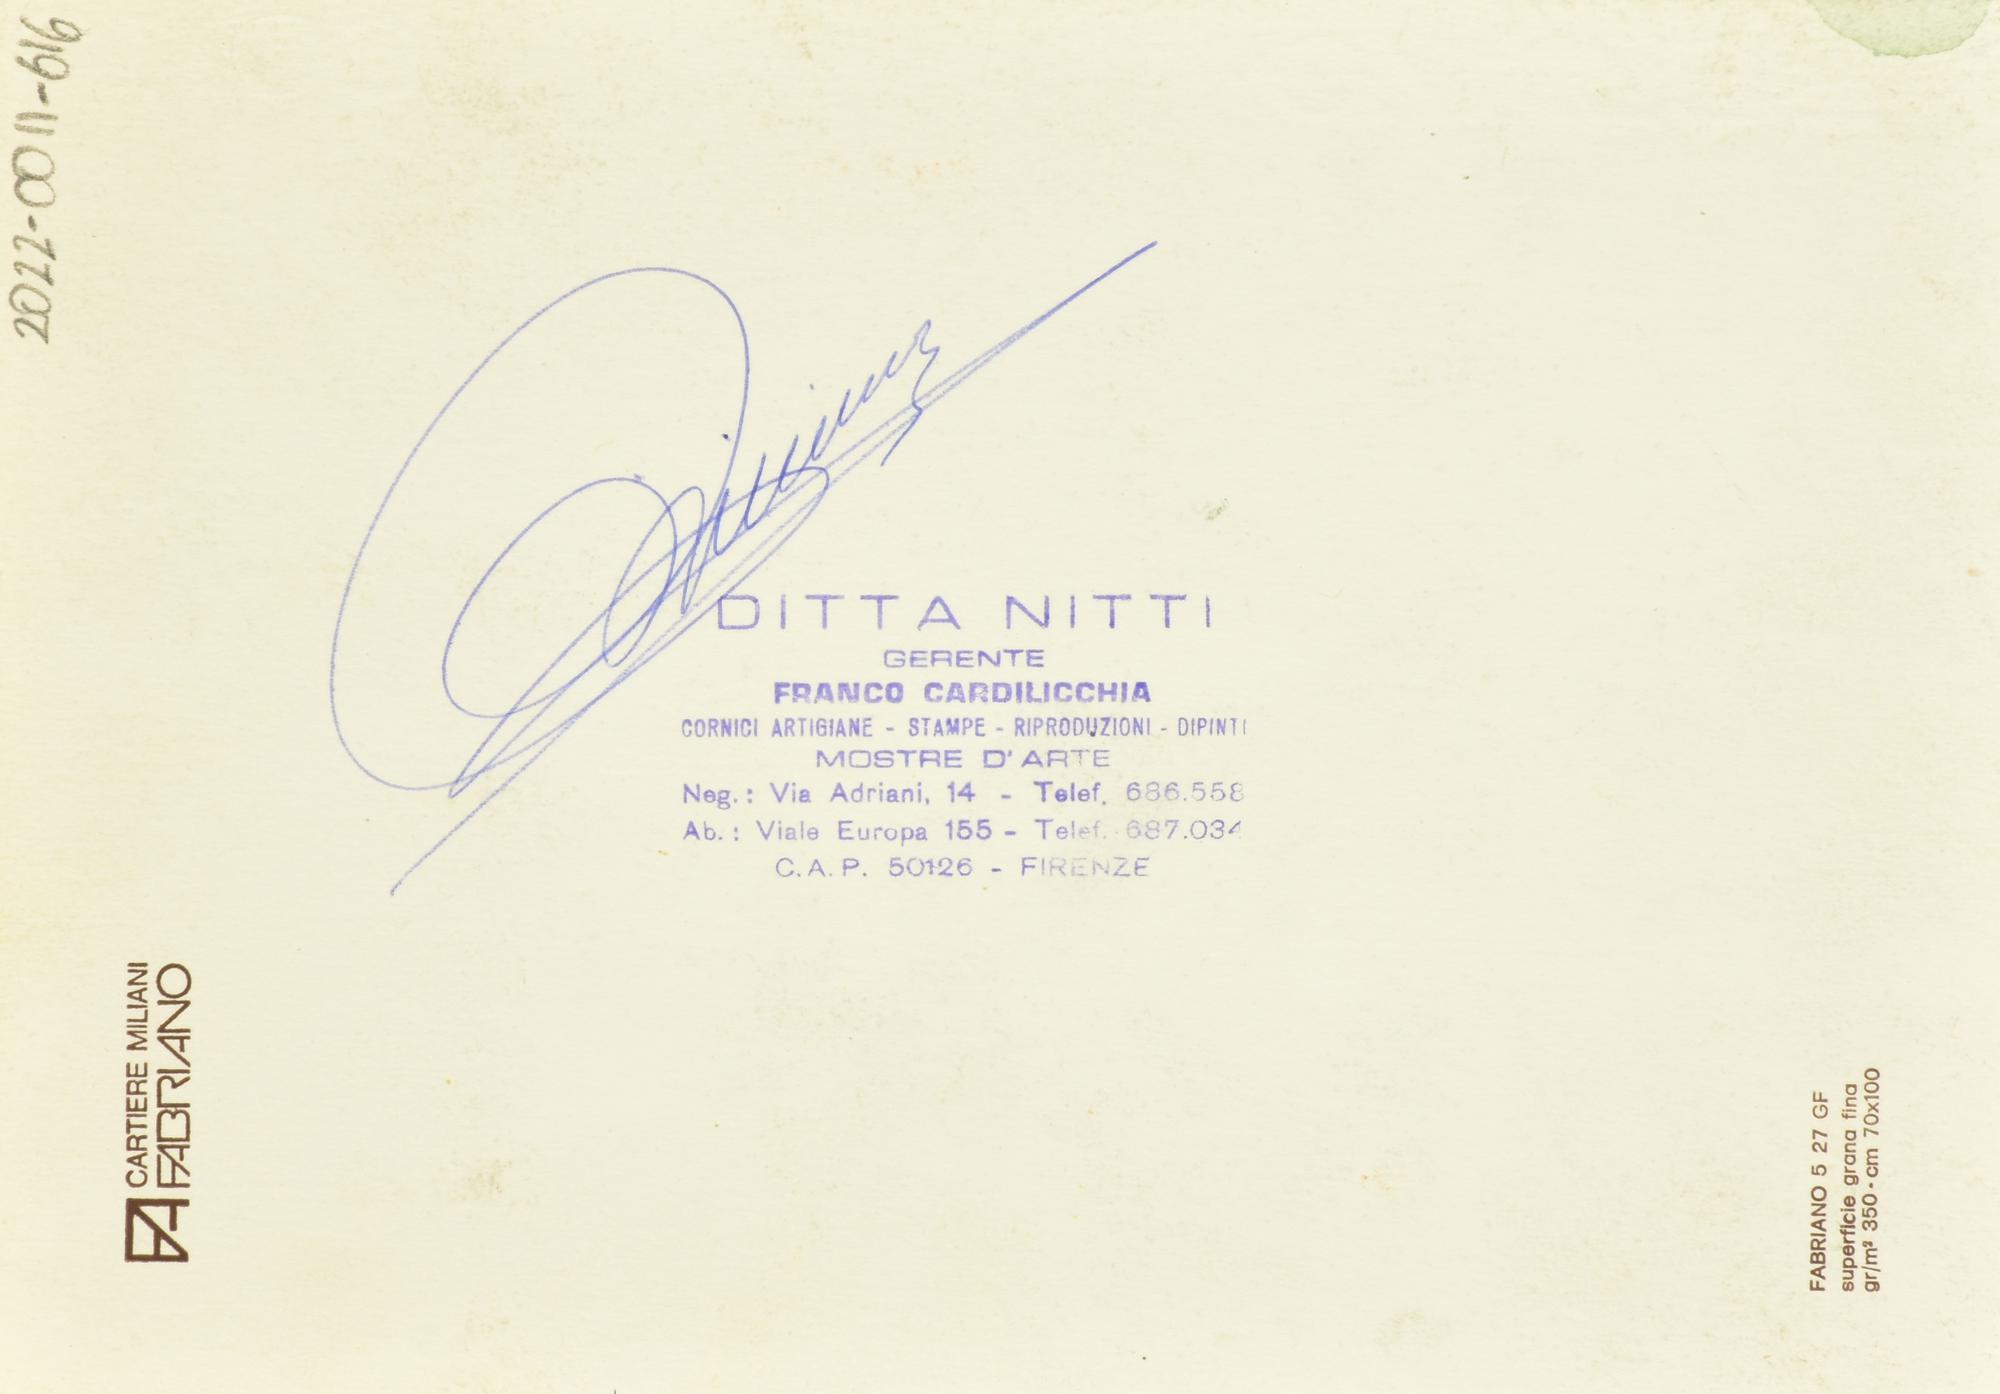 2022-0011-616
DITTA NITTI
GERENTE
FRANCO CARDILICCHIA
CORNICI ARTIGIANE - STAMPE - RIPRODUZIONI - DIPINTI
MOSTRE D'ARTE
Neg.: Via Adriani, 14 - Telef. 686.558
Ab.: Viale Europa 155 - Telef. 687.034
C.A.P. 50126 - FIRENZE
CARTIERE MILIANI
FABRIANO
FABRIANO 5 27 GF
superficie grana fina
gr/m² 350 - cm 70x100